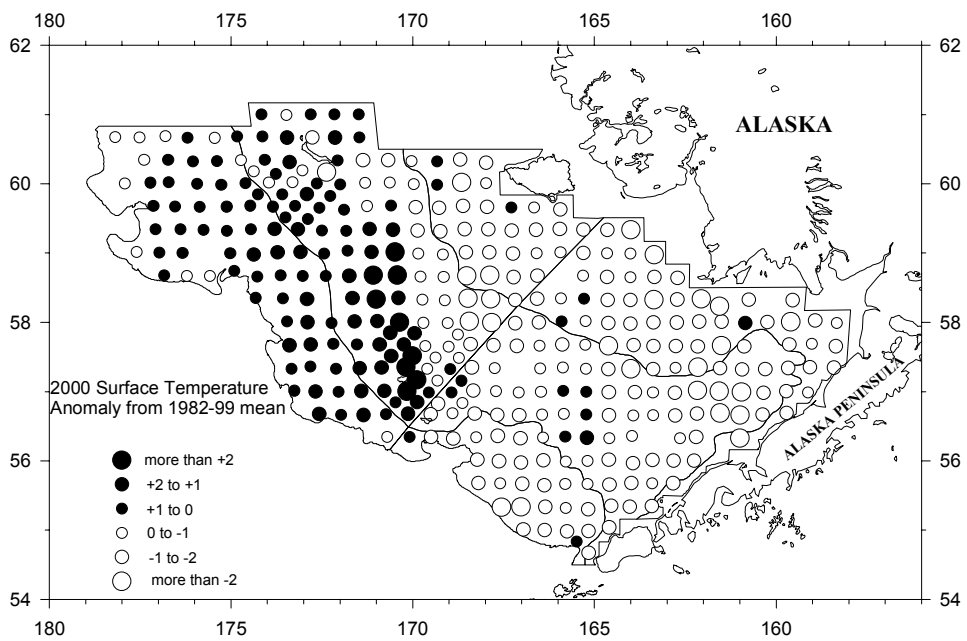 180 175 170 165 160
62 62
ALASKA
60 60
58 58
2000 Surface Temperature
Anomaly from 1982-99 mean
ALASKA PENINSULA
56 56
more than +2
+2 to +1
+1 to 0
0 to -1
-1 to -2
more than -2
54 54
180 175 170 165 160